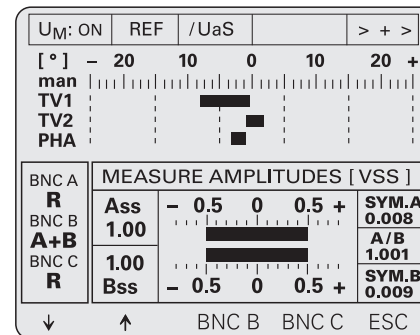 UM: ON REF /UaS > + >
[ ° ] – 20 10 0 10 20 +
man
TV1
TV2
PHA
BNC A
R
BNC B
A+B
BNC C
R
MEASURE AMPLITUDES [ VSS ]
Ass
1.00
1.00
Bss
– 0.5 0 0.5 +
– 0.5 0 0.5 +
SYM.A
0.008
A/B
1.001
SYM.B
0.009
↓ ↑ BNC B BNC C ESC